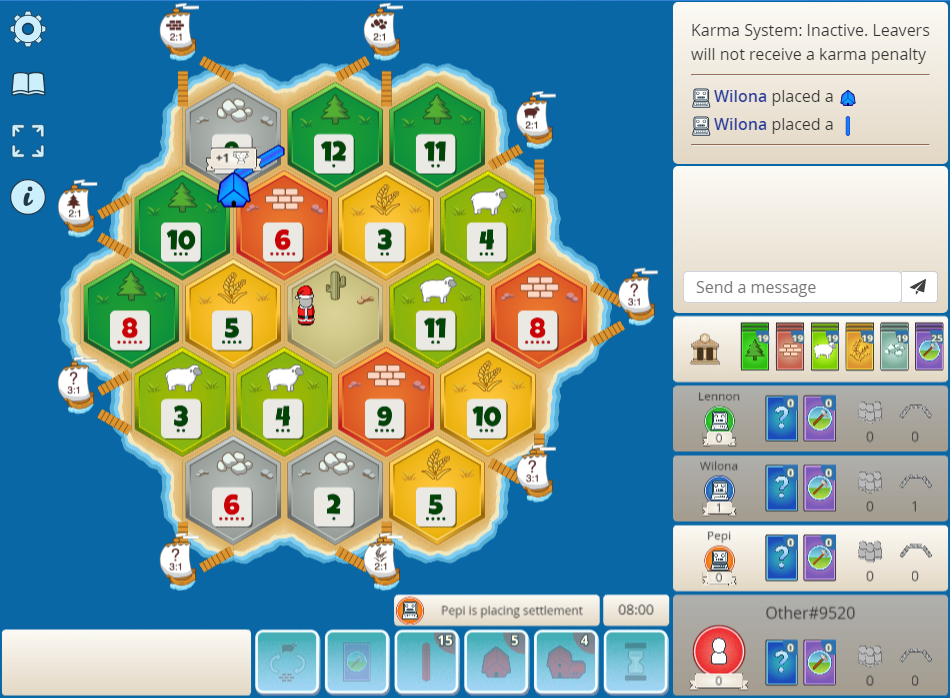 Karma System: Inactive. Leavers
will not receive a karma penalty
Wilona placed a
Wilona placed a
Send a message
19 19 19 19 19 25
Lennon
0 0 0 0 0
Wilona
1 0 0 0 1
Pepi
0 0 0 0 0
Other#9520
0 0 0 0 0
2:1
2:1
2:1
2:1
? 3:1
? 3:1
? 3:1
? 3:1
2:1
+1
12
11
10
6
3
4
8
5
11
8
3
4
9
10
6
2
5
i
Pepi is placing settlement
08:00
15
5
4